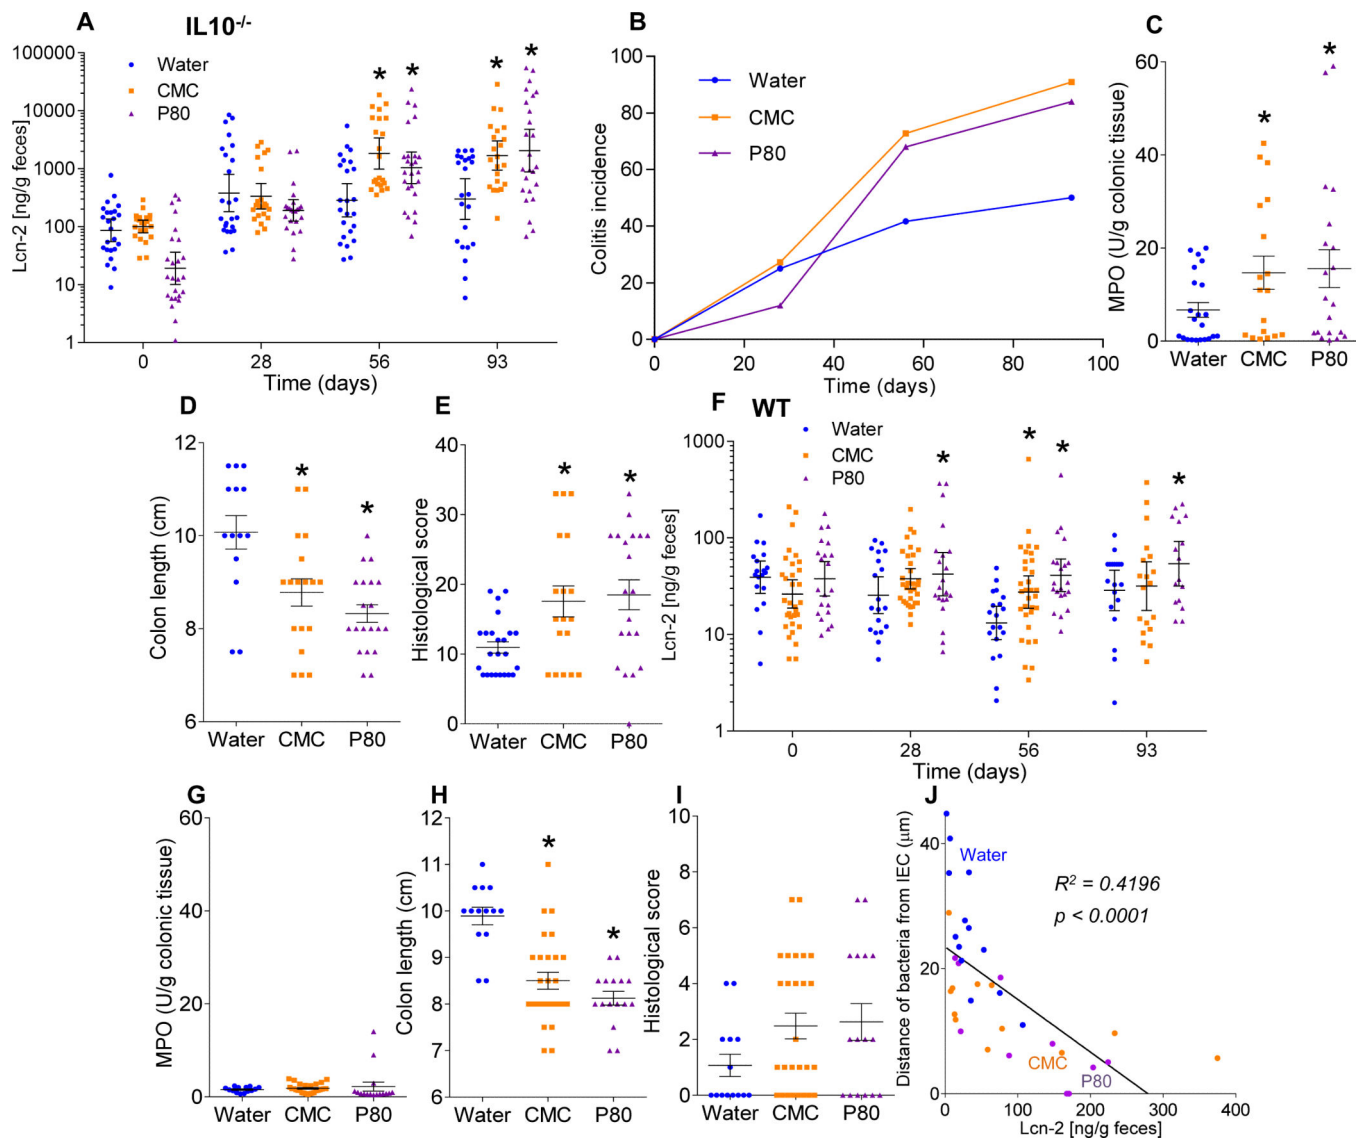 A
IL10-/-
Water
CMC
P80
Lcn-2 [ng/g feces]
100000
10000
1000
100
10
1
* * * *
0 28 56 93
Time (days)
B
Colitis incidence
100
80
60
40
20
0
Water
CMC
P80
0 20 40 60 80 100
Time (days)
C
MPO (U/g colonic tissue)
60
40
20
0
* *
Water CMC P80
D
Colon length (cm)
12
10
8
6
* *
Water CMC P80
E
Histological score
40
30
20
10
0
* *
Water CMC P80
F
WT
Water
CMC
P80
Lcn-2 [ng/g feces]
1000
100
10
1
* * * *
0 28 56 93
Time (days)
G
MPO (U/g colonic tissue)
60
40
20
0
Water CMC P80
H
Colon length (cm)
12
11
10
9
8
7
6
* *
Water CMC P80
I
Histological score
10
8
6
4
2
0
Water CMC P80
J
Distance of bacteria from IEC (μm)
40
20
0
Water
R² = 0.4196
p < 0.0001
CMC
P80
0 100 200 300 400
Lcn-2 [ng/g feces]